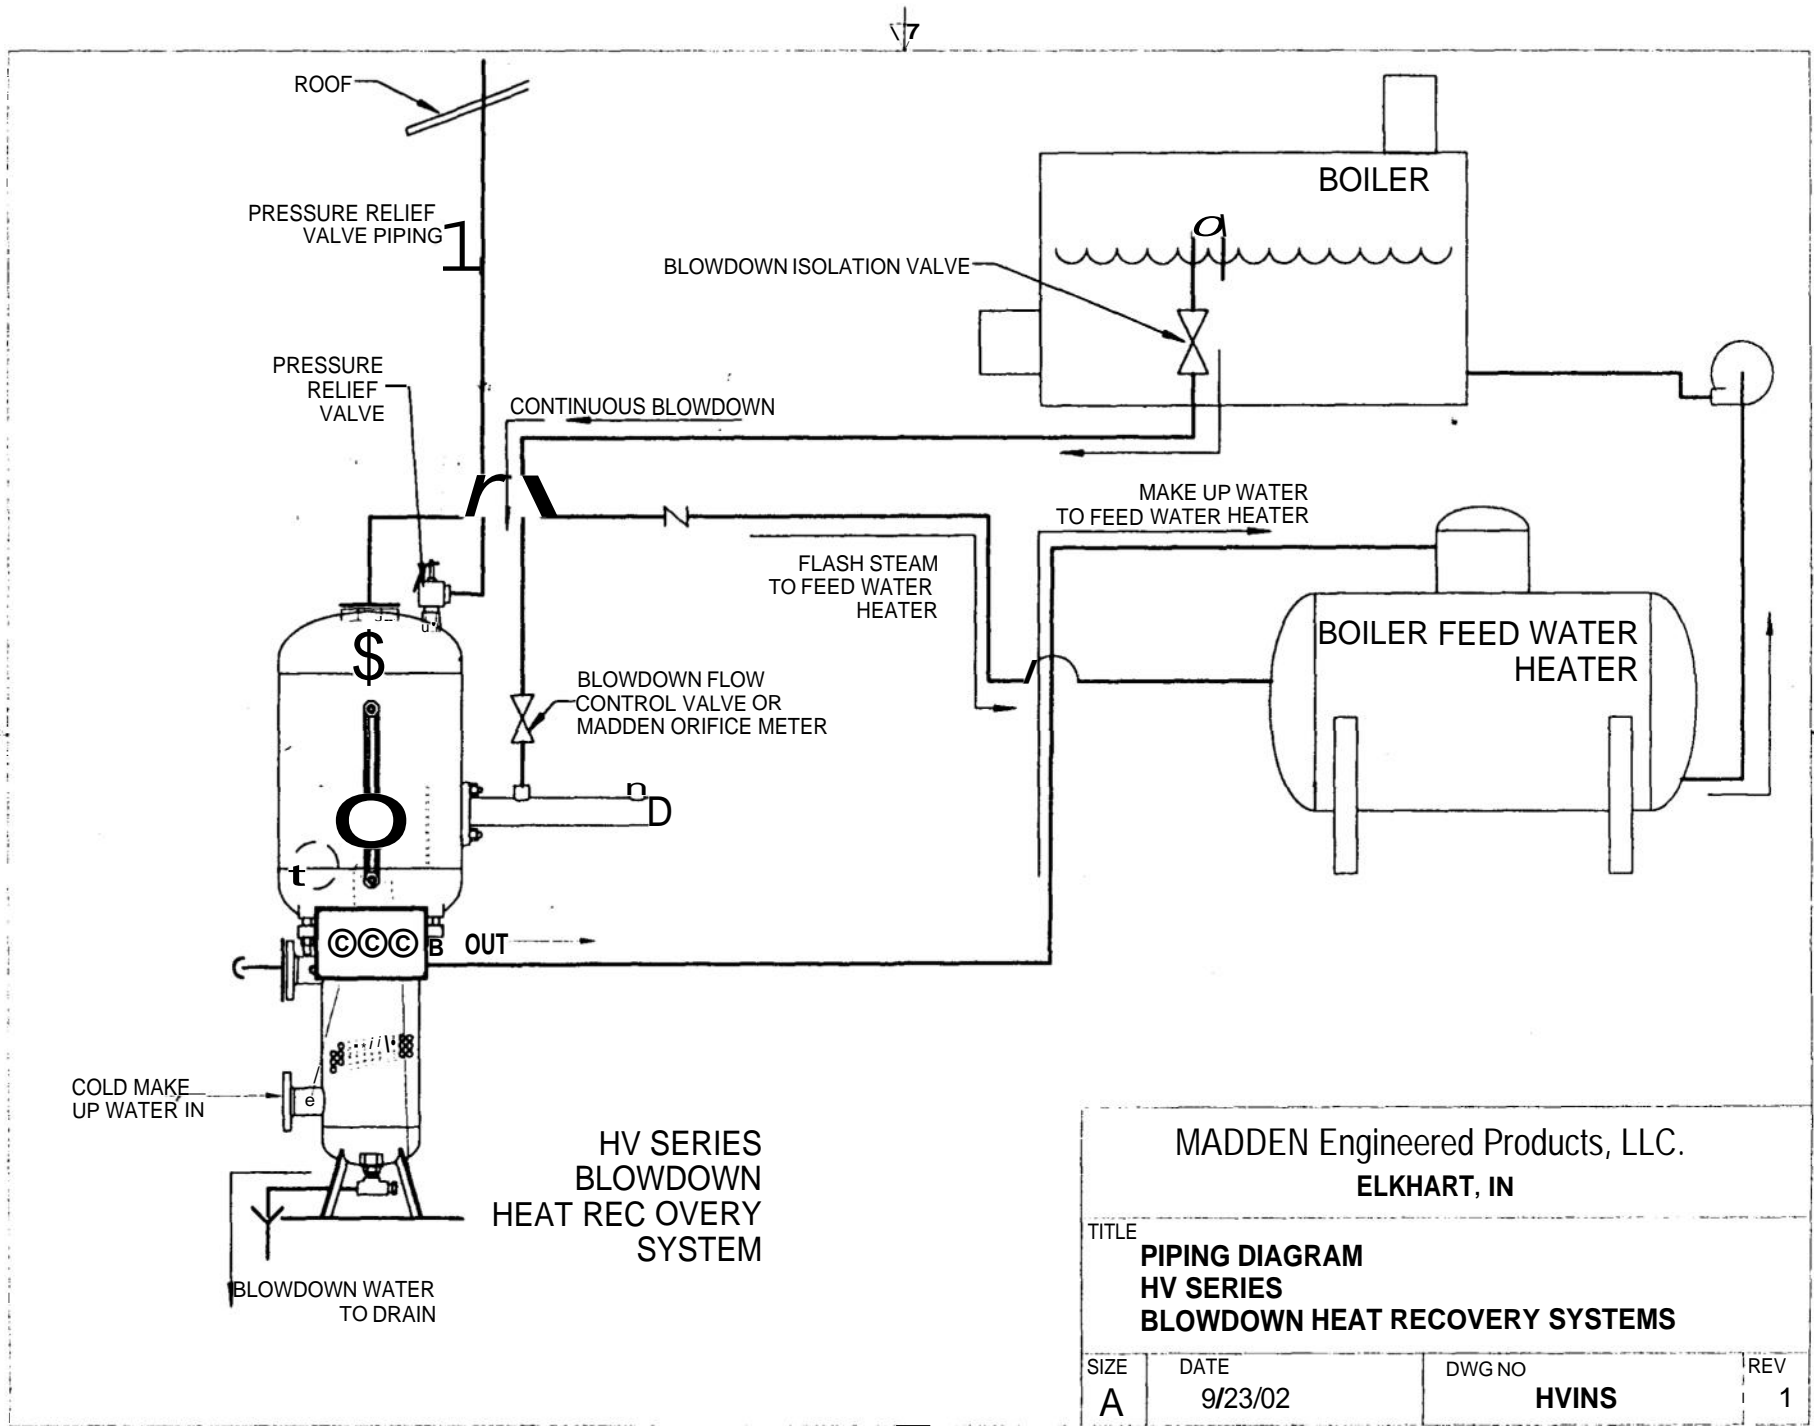 7
ROOF
BOILER
PRESSURE RELIEF
VALVE PIPING
BLOWDOWN ISOLATION VALVE
PRESSURE
RELIEF
VALVE
CONTINUOUS BLOWDOWN
MAKE UP WATER
TO FEED WATER HEATER
FLASH STEAM
TO FEED WATER
HEATER
BOILER FEED WATER
HEATER
$
BLOWDOWN FLOW
CONTROL VALVE OR
MADDEN ORIFICE METER
n
D
O
t
©©© B OUT
COLD MAKE
UP WATER IN
e
HV SERIES
BLOWDOWN
HEAT REC OVERY
SYSTEM
BLOWDOWN WATER
TO DRAIN
MADDEN Engineered Products, LLC.
ELKHART, IN
TITLE
PIPING DIAGRAM
HV SERIES
BLOWDOWN HEAT RECOVERY SYSTEMS
SIZE DATE DWG NO REV
A 9/23/02 HVINS 1